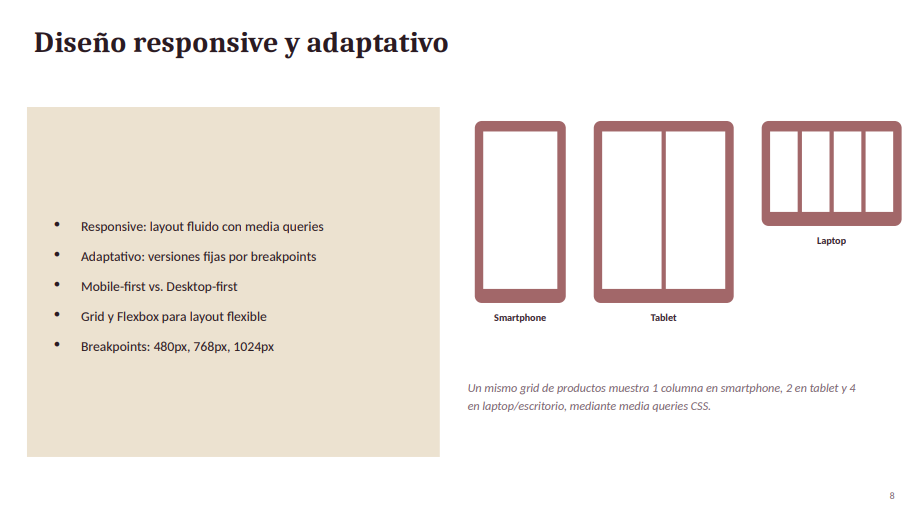 Diseño responsive y adaptativo
• Responsive: layout fluido con media queries
• Adaptativo: versiones fijas por breakpoints
• Mobile-first vs. Desktop-first
• Grid y Flexbox para layout flexible
• Breakpoints: 480px, 768px, 1024px
Smartphone
Tablet
Laptop
Un mismo grid de productos muestra 1 columna en smartphone, 2 en tablet y 4
en laptop/escritorio, mediante media queries CSS.
8